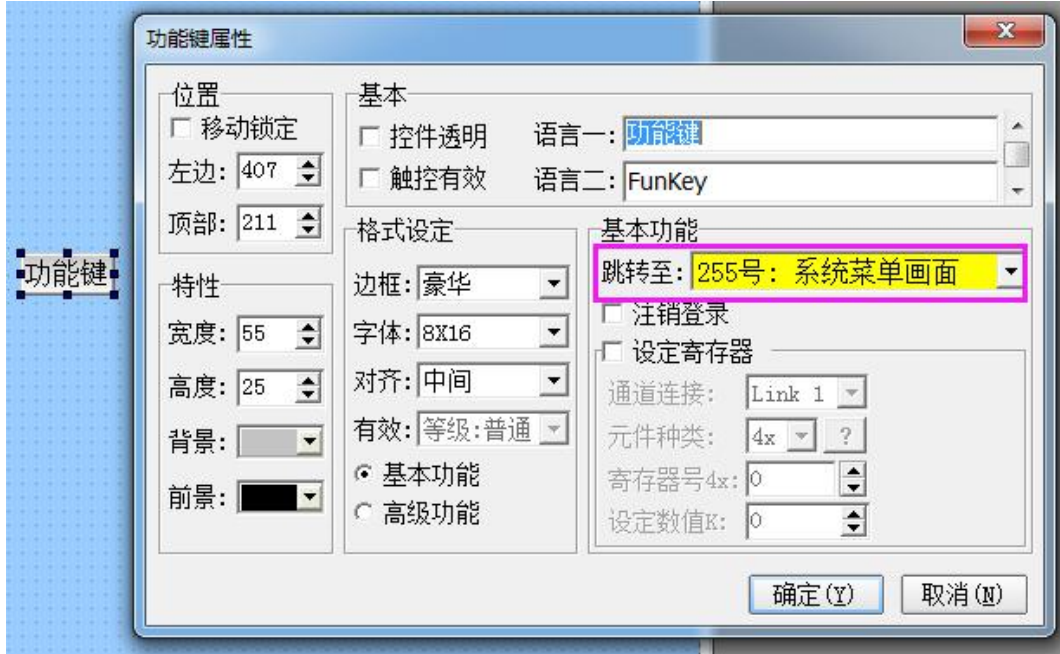 功能键属性
位置
移动锁定
左边: 407
顶部: 211
基本
控件透明 语言一: 功能键
触控有效 语言二: FunKey
功能键
特性
宽度: 55
高度: 25
背景:
前景:
格式设定
边框: 豪华
字体: 8X16
对齐: 中间
有效: 等级:普通
基本功能
高级功能
基本功能
跳转至: 255号: 系统菜单画面
注销登录
设定寄存器
通道连接: Link 1
元件种类: 4x ?
寄存器号4x: 0
设定数值K: 0
确定(Y) 取消(N)